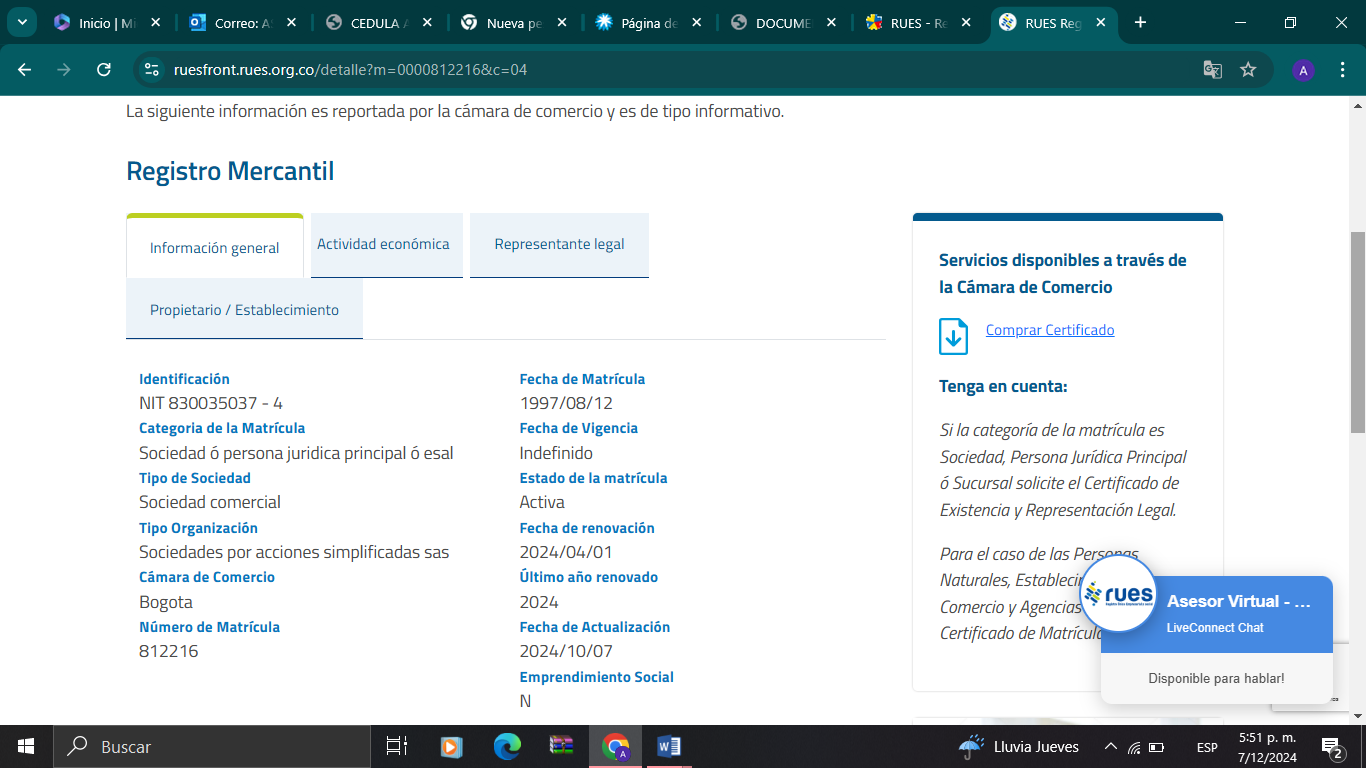 Inicio | Mi
Correo: A
CEDULA A
Nueva pe
Página de
DOCUME
RUES - Re
RUES Reg
ruesfront.rues.org.co/detalle?m=0000812216&c=04
A
La siguiente información es reportada por la cámara de comercio y es de tipo informativo.
Registro Mercantil
Información general
Actividad económica
Representante legal
Propietario / Establecimiento
Identificación
NIT 830035037 - 4
Categoria de la Matrícula
Sociedad ó persona juridica principal ó esal
Tipo de Sociedad
Sociedad comercial
Tipo Organización
Sociedades por acciones simplificadas sas
Cámara de Comercio
Bogota
Número de Matrícula
812216
Fecha de Matrícula
1997/08/12
Fecha de Vigencia
Indefinido
Estado de la matrícula
Activa
Fecha de renovación
2024/04/01
Último año renovado
2024
Fecha de Actualización
2024/10/07
Emprendimiento Social
N
Servicios disponibles a través de
la Cámara de Comercio
Comprar Certificado
Tenga en cuenta:
Si la categoría de la matrícula es
Sociedad, Persona Jurídica Principal
ó Sucursal solicite el Certificado de
Existencia y Representación Legal.
Para el caso de las Personas
Naturales, Estableci
Comercio y Agencias
Certificado de Matrícula
rues
Asesor Virtual - ...
LiveConnect Chat
Disponible para hablar!
Buscar
Lluvia Jueves
ESP
5:51 p. m.
7/12/2024
2